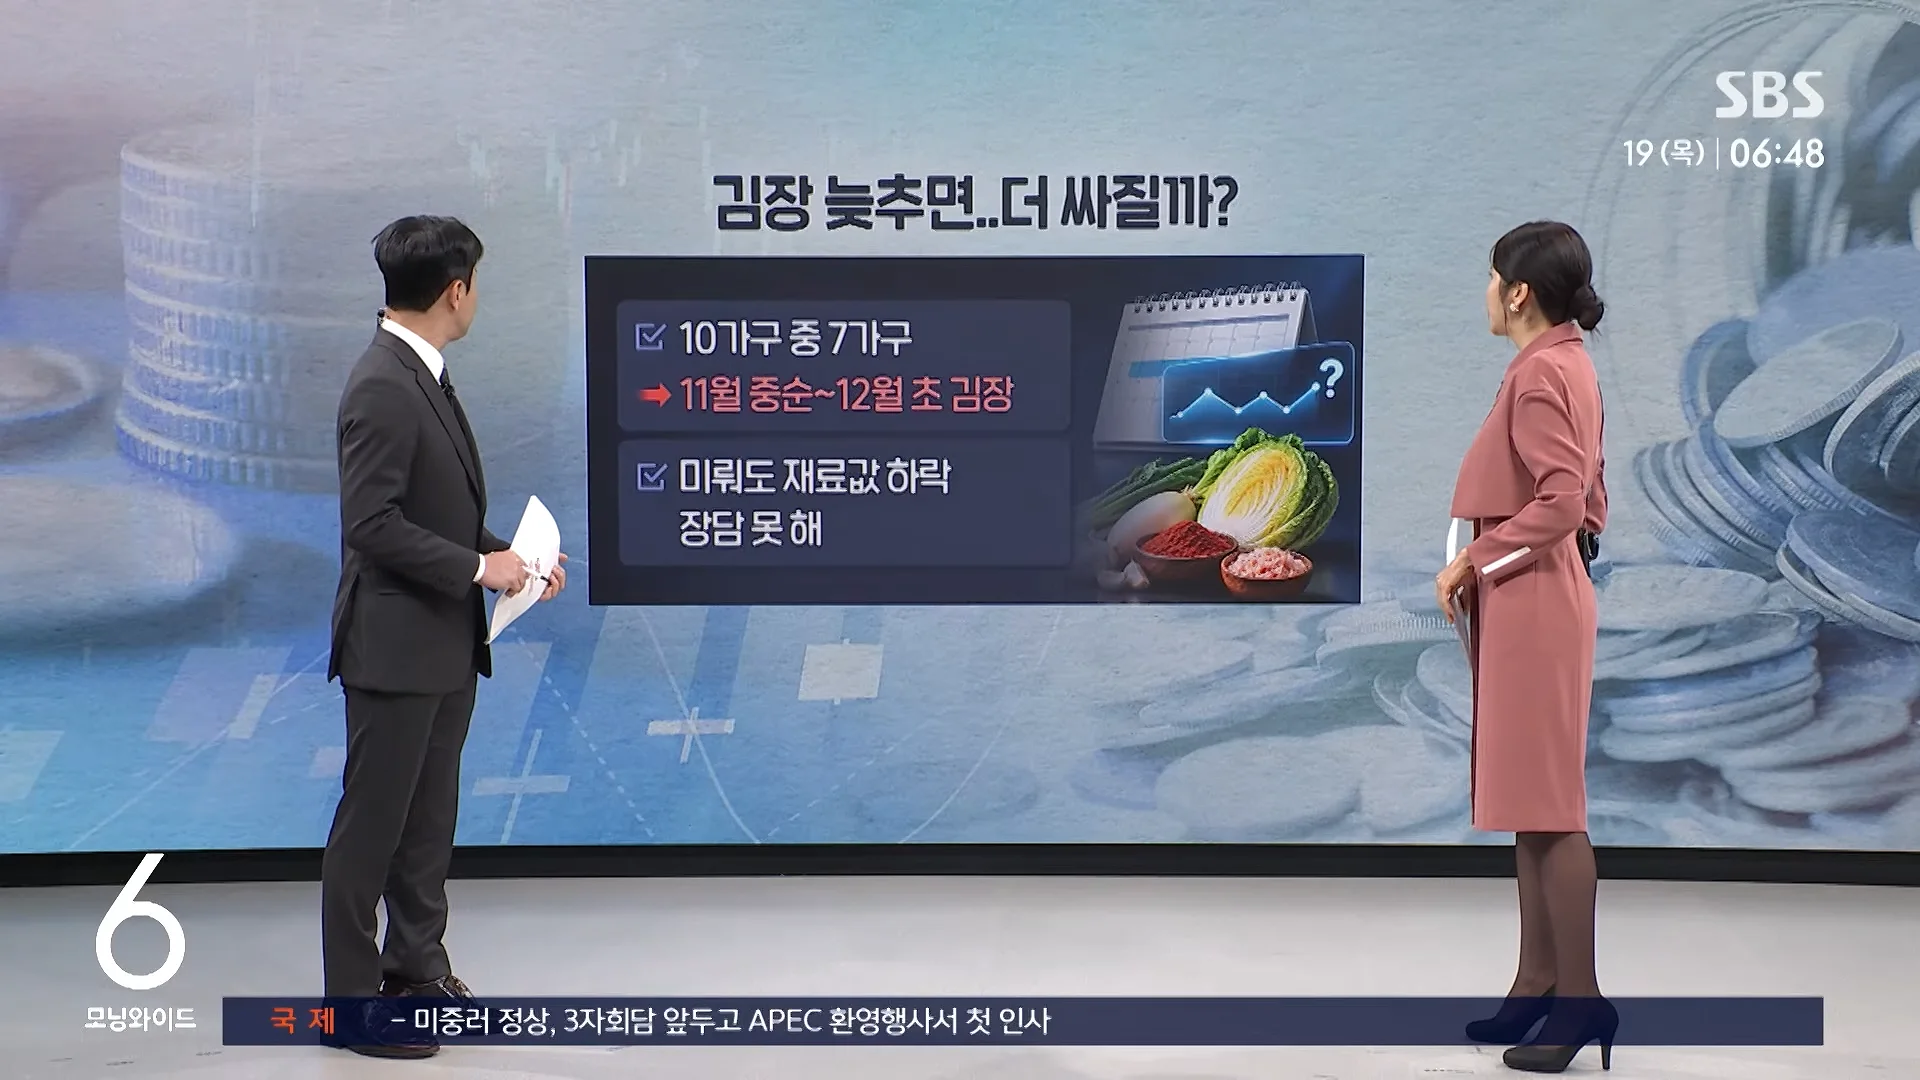 SBS
19(목) | 06:48
김장 늦추면..더 싸질까?
10가구 중 7가구
➡ 11월 중순~12월 초 김장
?
미뤄도 재료값 하락
장담 못 해
6
모닝와이드
국 제 - 미중러 정상, 3자회담 앞두고 APEC 환영행사서 첫 인사